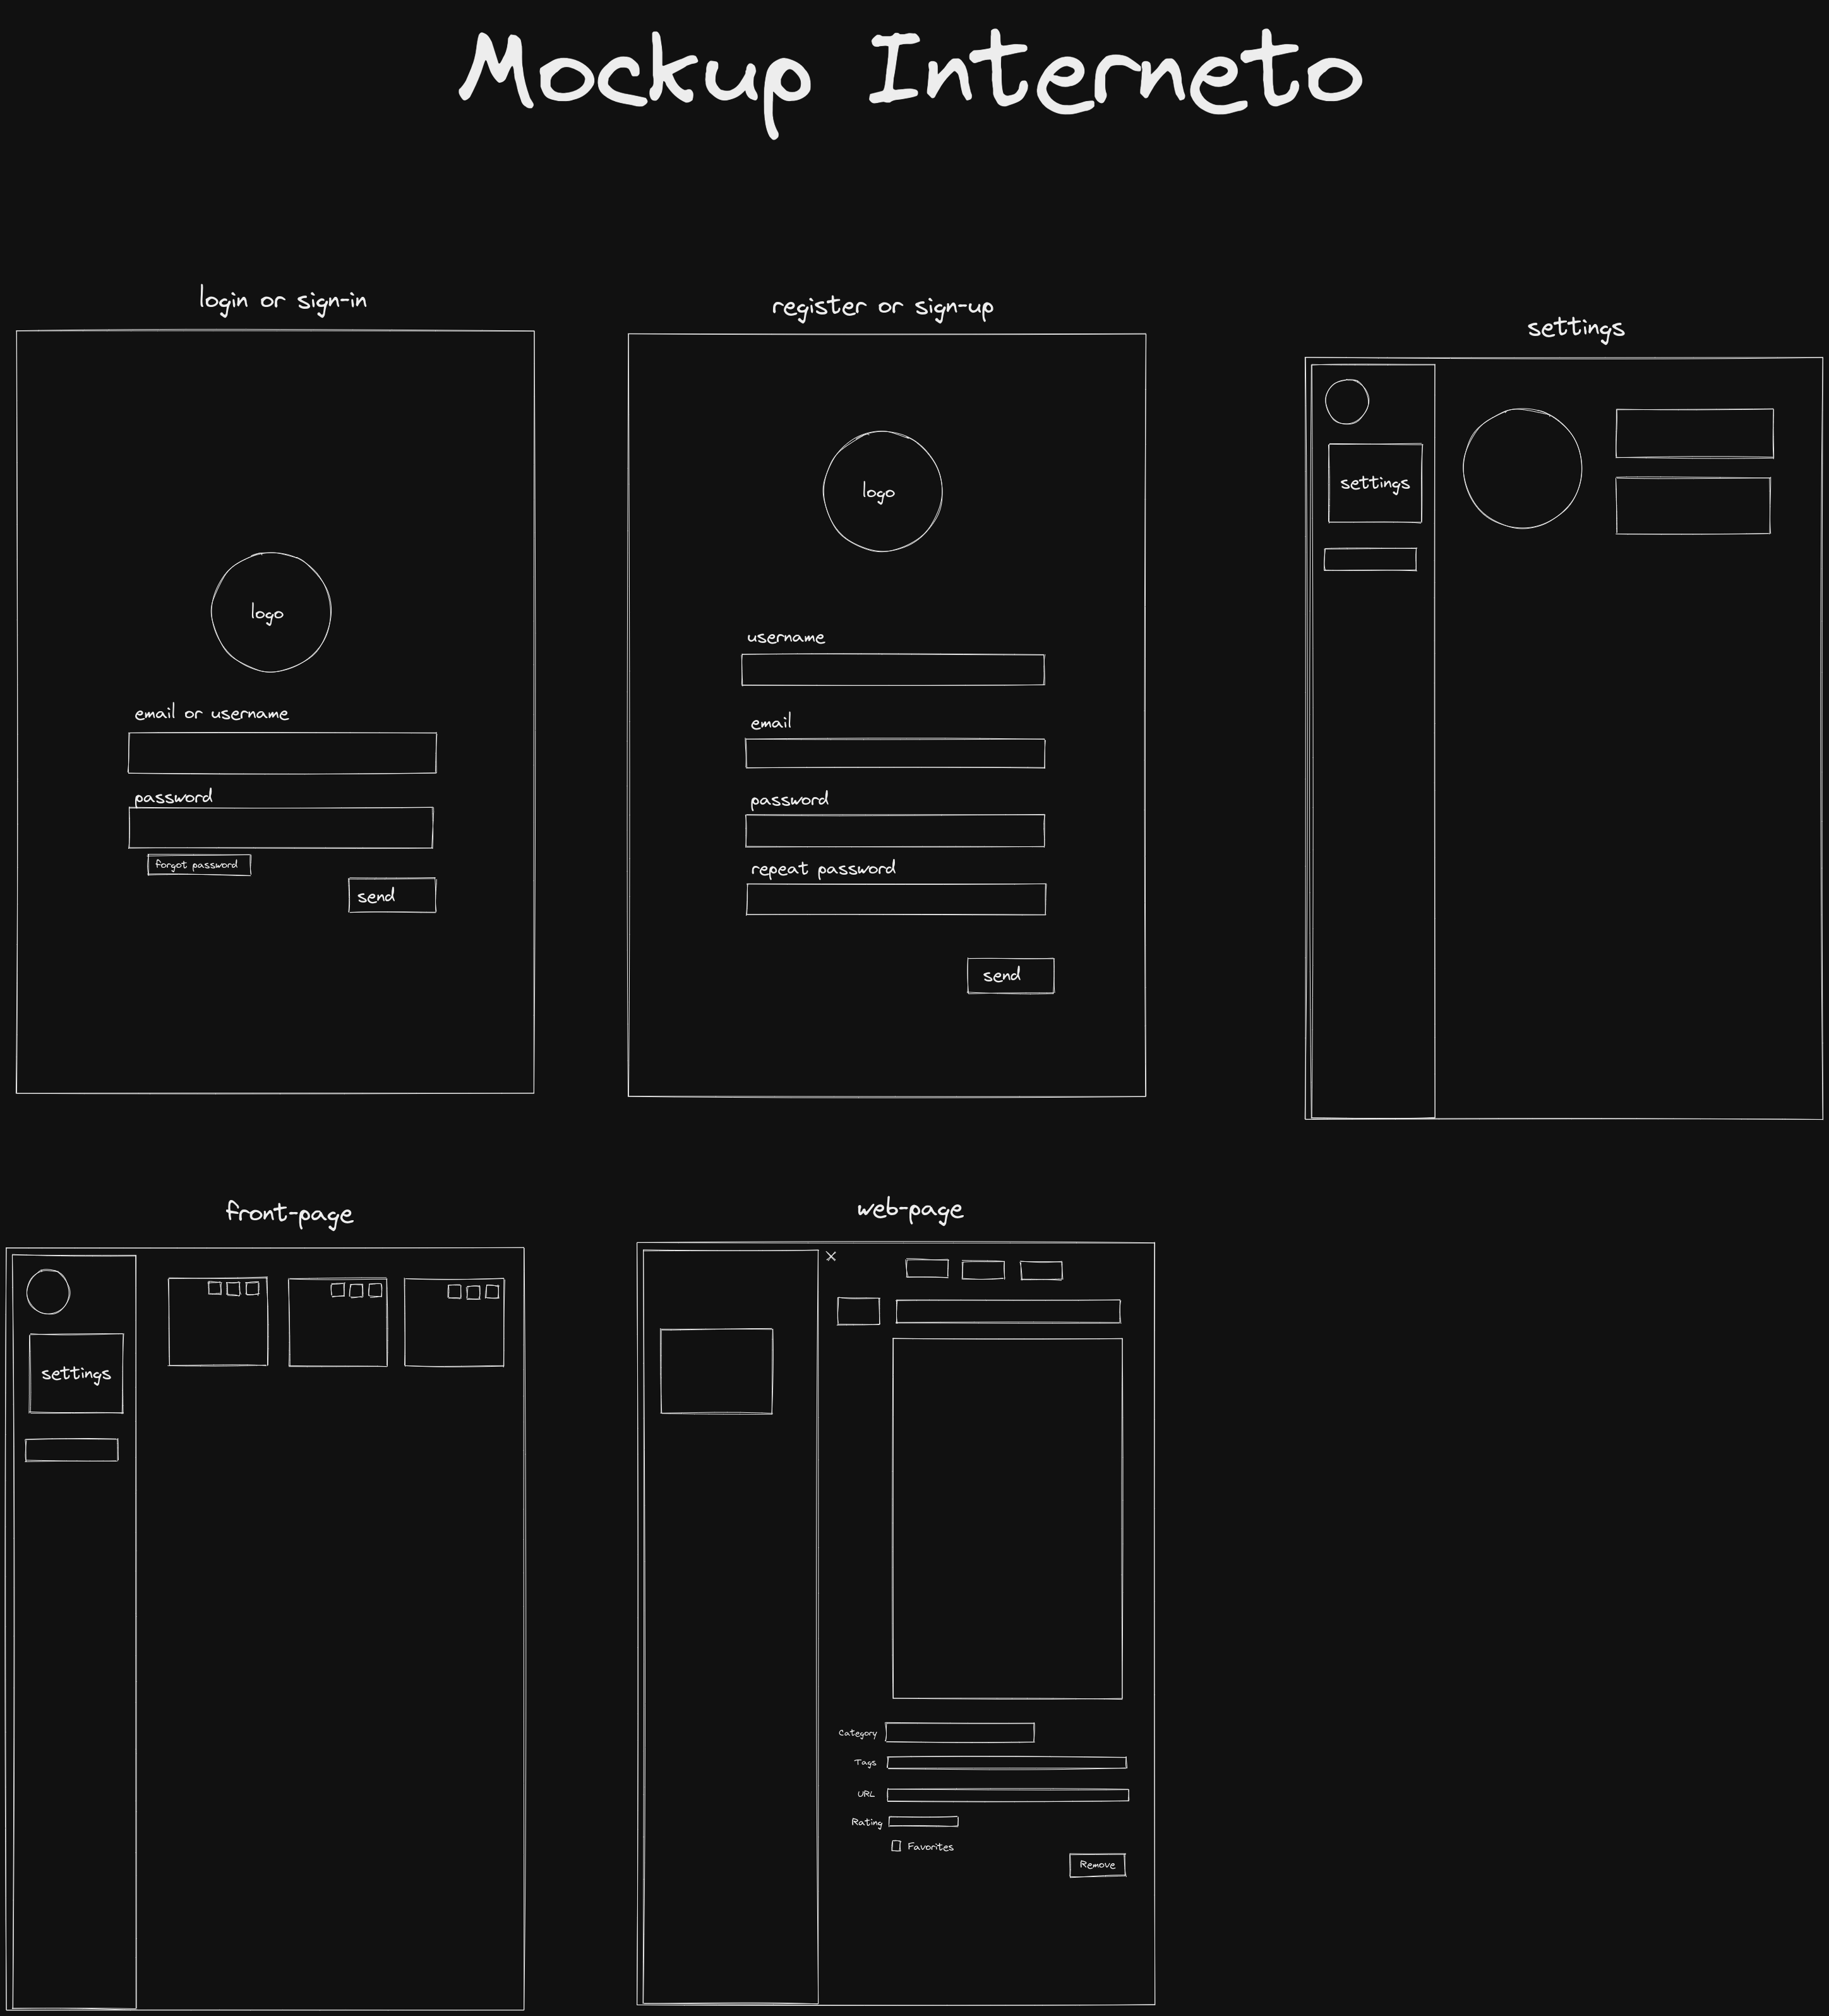 Mockup Interneto
login or sign-in
logo
email or username
password
forgot password
send
register or sign-up
logo
username
email
password
repeat password
send
settings
settings
front-page
settings
web-page
Category
Tags
URL
Rating
Favorites
Remove